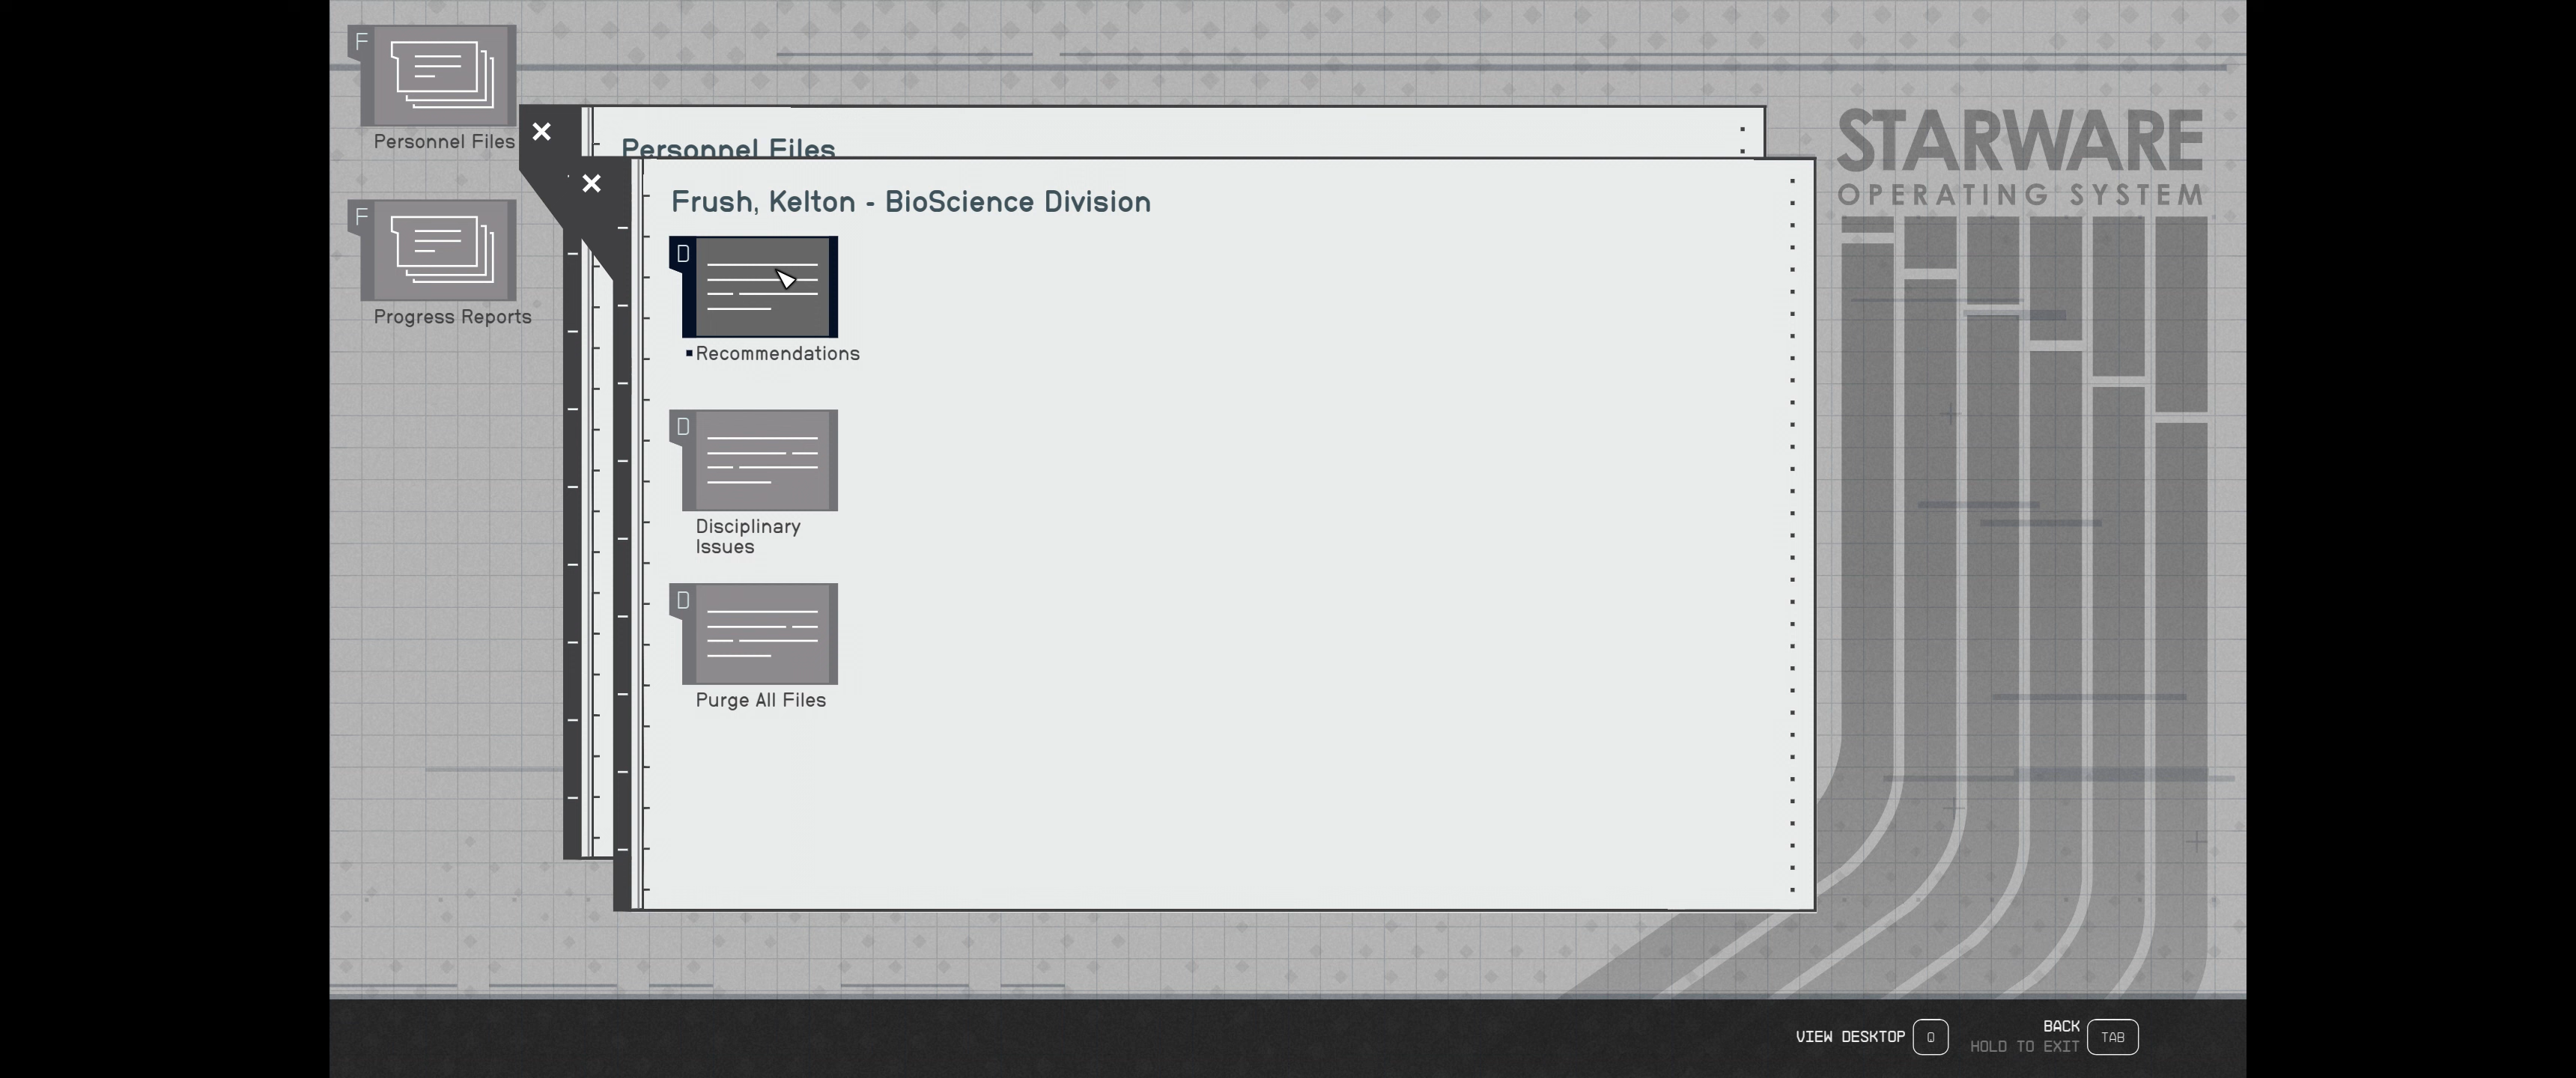 F
Personnel Files
F
Progress Reports
Personnel Files
Frush, Kelton - BioScience Division
D
Recommendations
D
Disciplinary
Issues
D
Purge All Files
STARWARE
OPERATING SYSTEM
VIEW DESKTOP Q
BACK
HOLD TO EXIT TAB